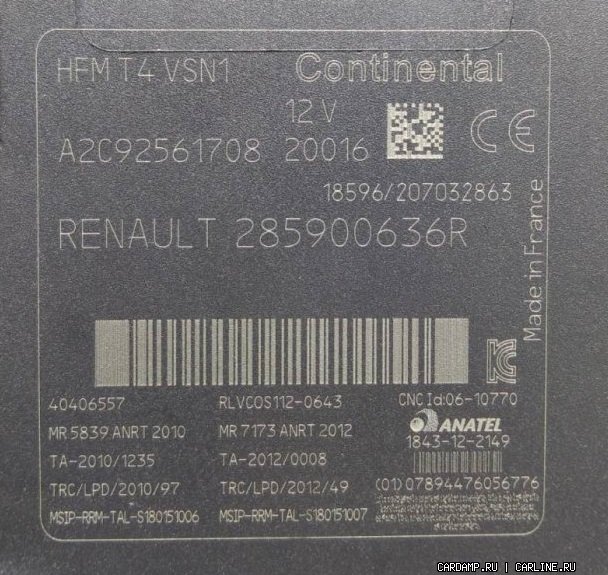 HFM T4 VSN1 Continental
12 V
A2C92561708 20016 CE
18596/207032863
RENAULT 285900636R
Made in France
40406557 RLVCOS112-0643 CNC Id:06-10770
MR 5839 ANRT 2010 MR 7173 ANRT 2012 ANATEL
1843-12-2149
TA-2010/1235 TA-2012/0008
TRC/LPD/2010/97 TRC/LPD/2012/49 (01)07894476056776
MSIP-RRM-TAL-S180151006 MSIP-RRM-TAL-S180151007
CARDAMP.RU | CARLINE.RU